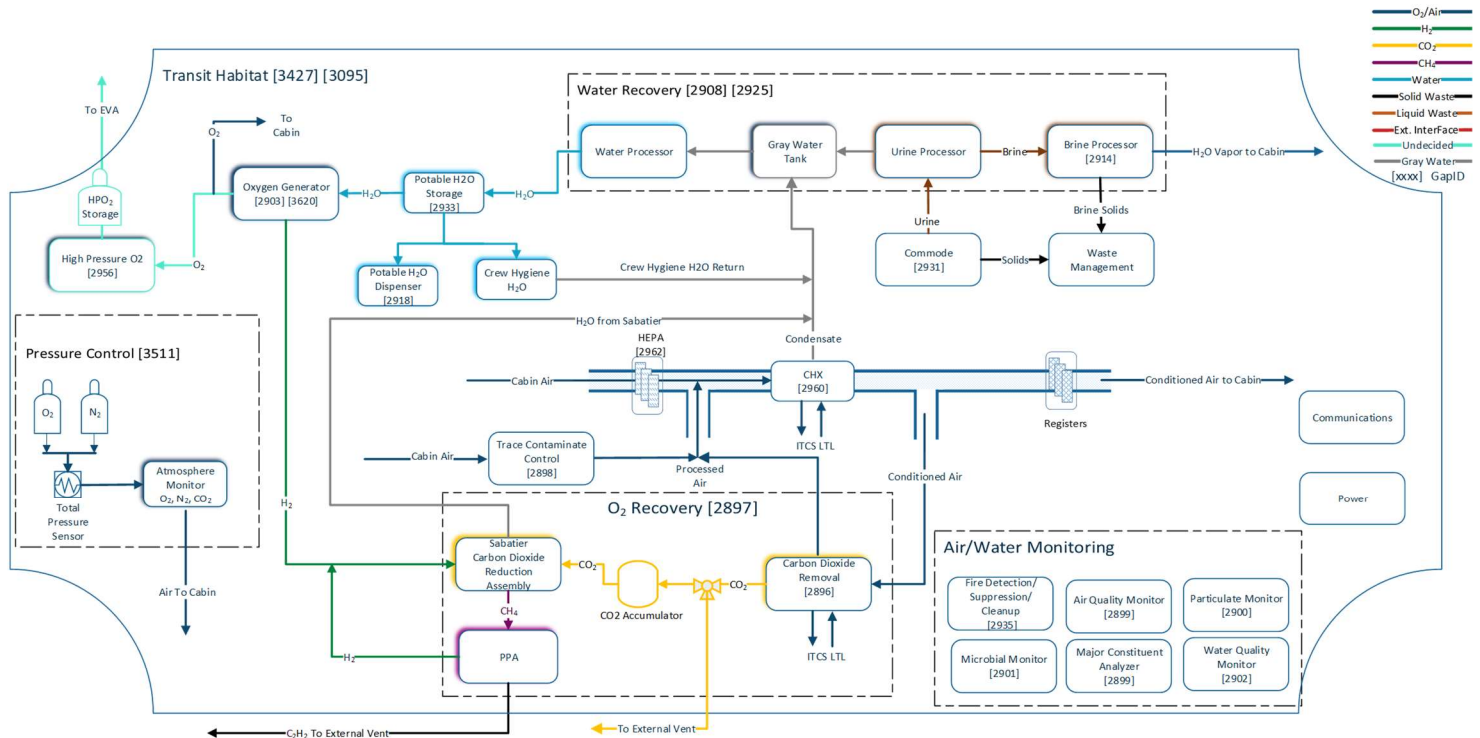 O₂/Air
H₂
CO₂
CH₄
Water
Solid Waste
Liquid Waste
Ext. InterFace
Undecided
Gray Water
[xxxx] GapID
Transit Habitat [3427] [3095]
To EVA
O₂
To
Cabin
HPO₂
Storage
High Pressure O2
[2956]
O₂
Oxygen Generator
[2903] [3620]
H₂O
Potable H2O
Storage
[2933]
H₂O
Potable H2O
Dispenser
[2918]
Crew Hygiene
H₂O
Crew Hygiene H2O Return
Water Recovery [2908] [2925]
Water Processor
Gray Water
Tank
Urine Processor
Brine
Brine Processor
[2914]
H₂O Vapor to Cabin
Urine
Brine Solids
Commode
[2931]
Solids
Waste
Management
H₂O from Sabatier
Condensate
HEPA
[2962]
Cabin Air
CHX
[2960]
Conditioned Air to Cabin
ITCS LTL
Registers
Communications
Power
Cabin Air
Trace Contaminate
Control
[2898]
Processed
Air
Conditioned Air
Pressure Control [3511]
O₂
N₂
Total
Pressure
Sensor
Atmosphere
Monitor
O₂, N₂, CO₂
Air To Cabin
H₂
O₂ Recovery [2897]
Sabatier
Carbon Dioxide
Reduction
Assembly
CO₂
CO2 Accumulator
CO₂
Carbon Dioxide
Removal
[2896]
CH₄
PPA
H₂
ITCS LTL
C₂H₂ To External Vent
To External Vent
Air/Water Monitoring
Fire Detection/
Suppression/
Cleanup
[2935]
Air Quality Monitor
[2899]
Particulate Monitor
[2900]
Microbial Monitor
[2901]
Major Constituent
Analyzer
[2899]
Water Quality
Monitor
[2902]